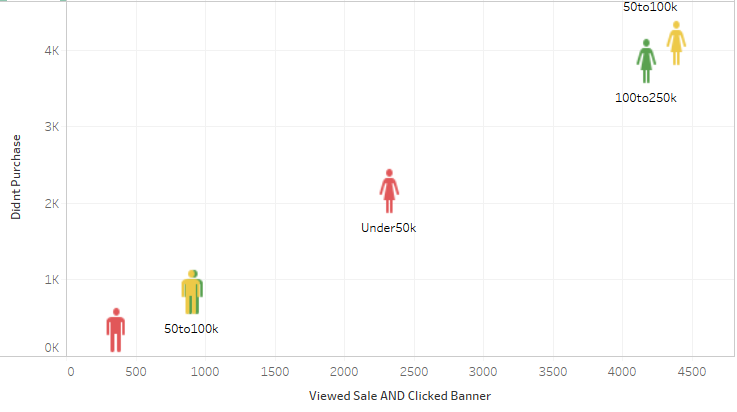 50to100k
4K
100to250k
3K
Didnt Purchase
2K
Under50k
1K
50to100k
0K
0 500 1000 1500 2000 2500 3000 3500 4000 4500
Viewed Sale AND Clicked Banner